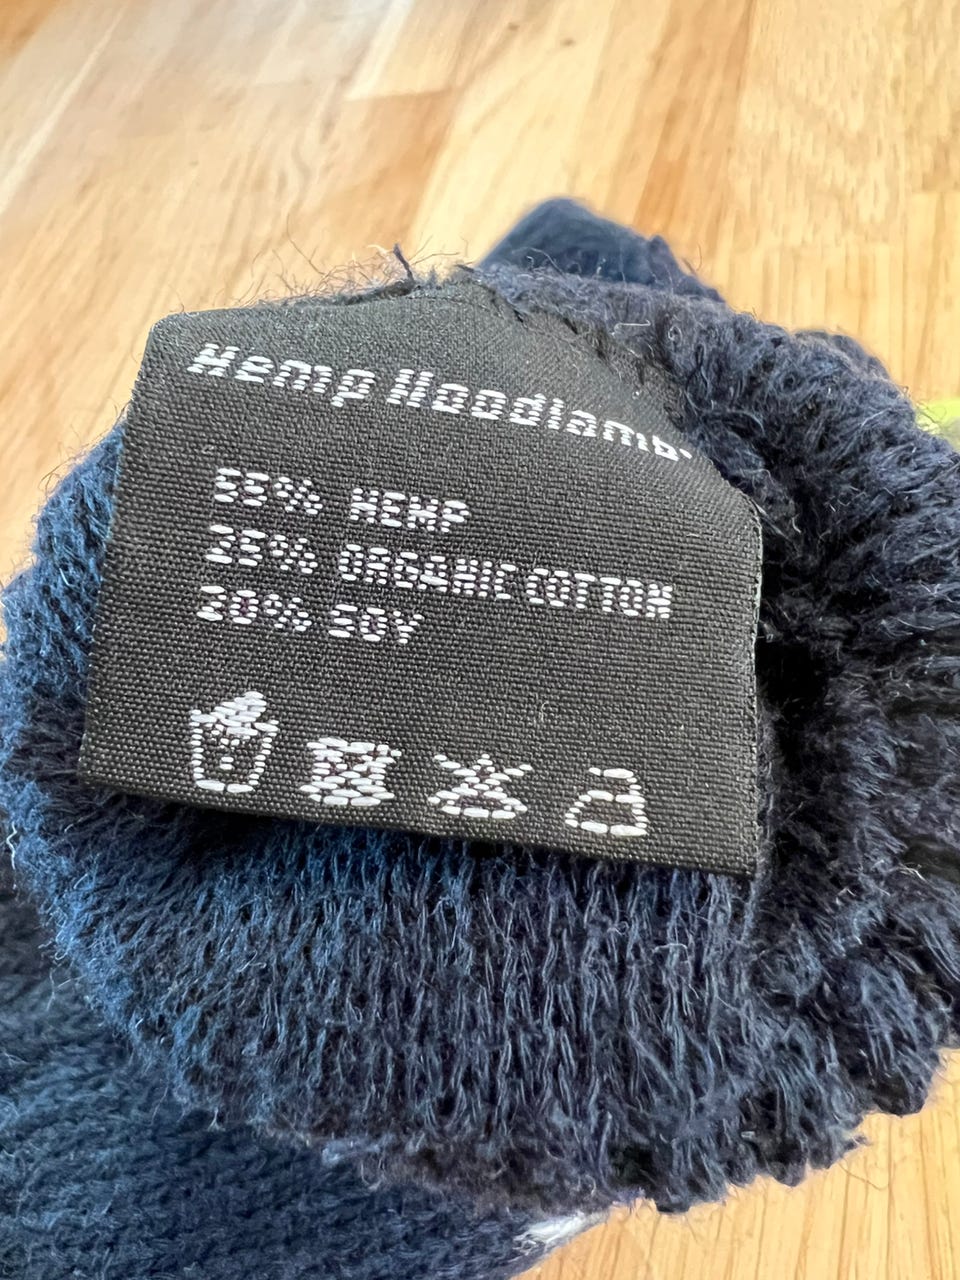 Hemp Hoodlamb.
55% HEMP
25% ORGANIC COTTON
20% SOY